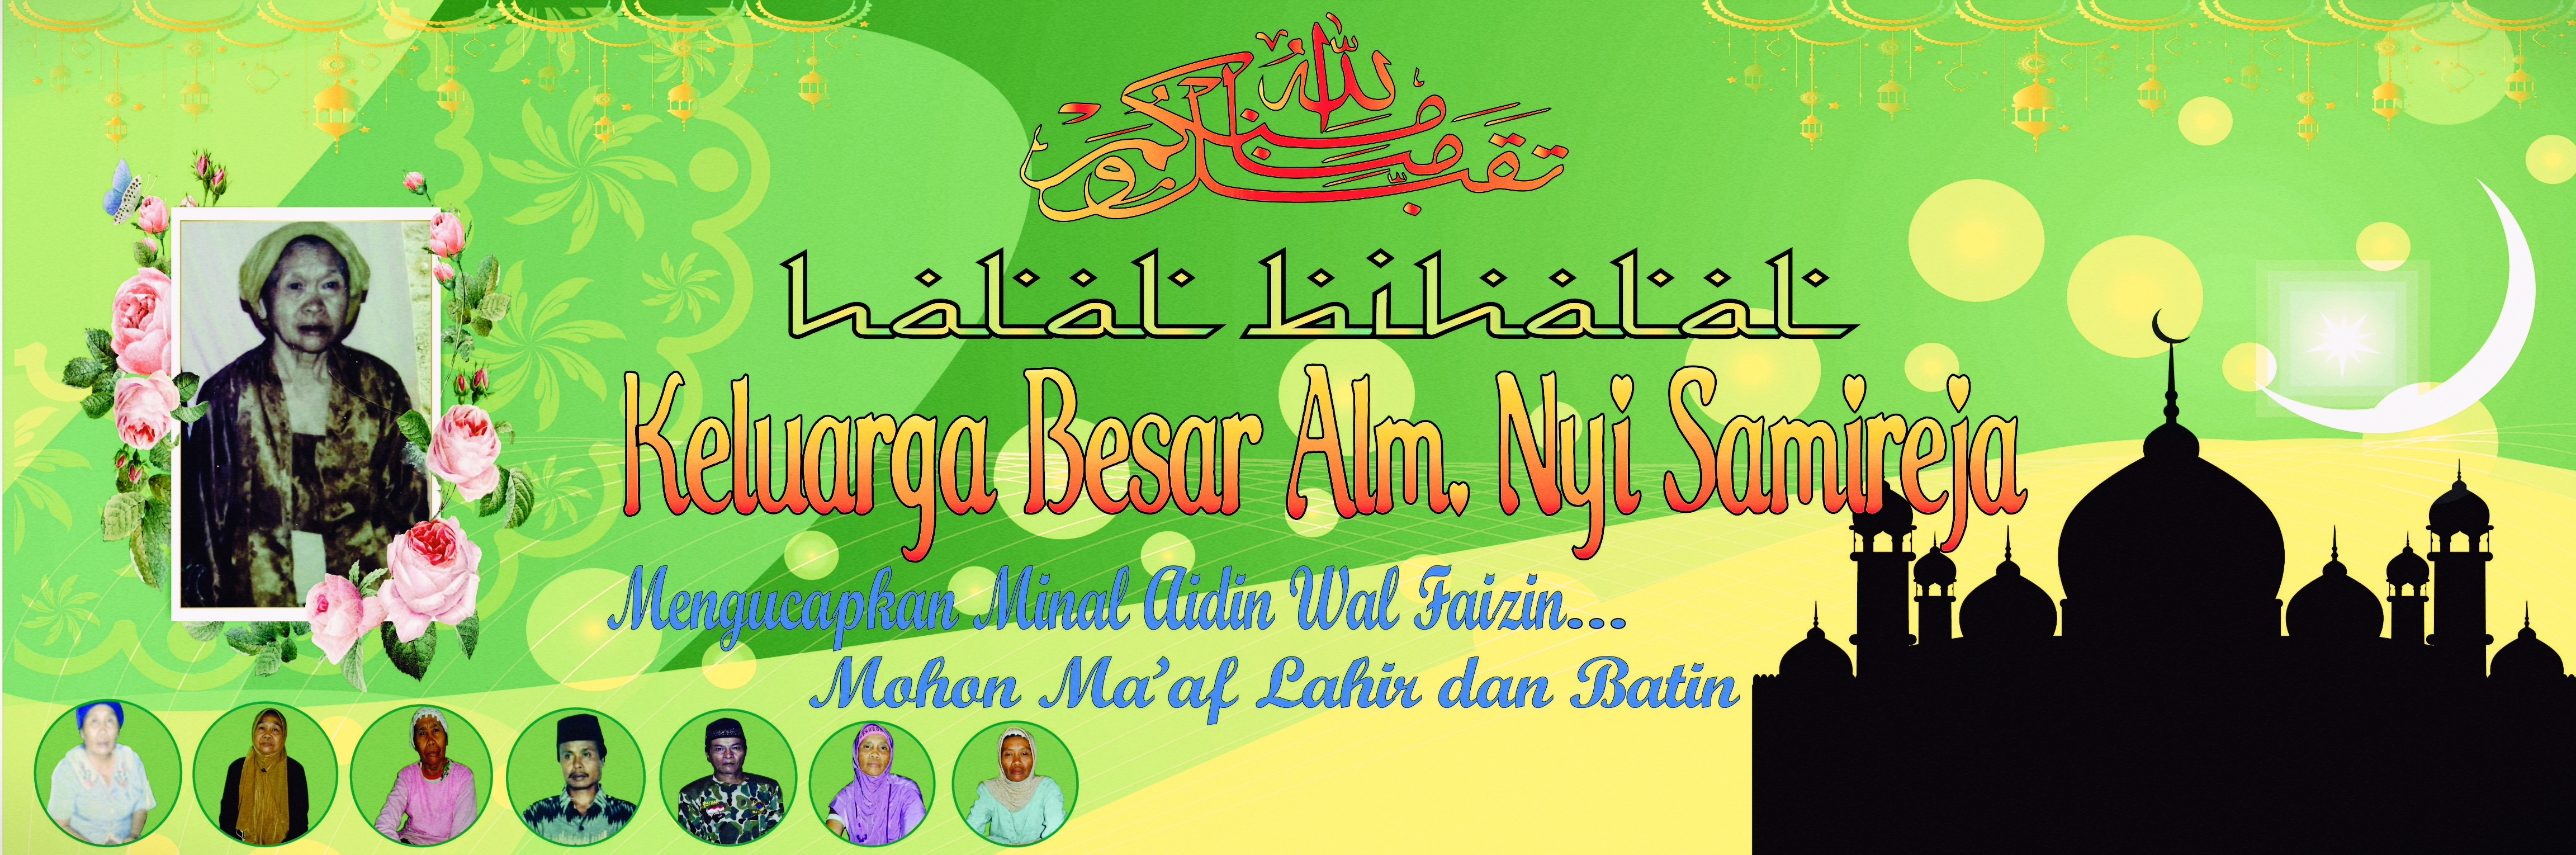 تقبل الله منا ومنكم
halal bihalal
Keluarga Besar Alm. Nyi Samireja
Mengucapkan Minal Aidin Wal Faizin...
Mohon Ma'af Lahir dan Batin